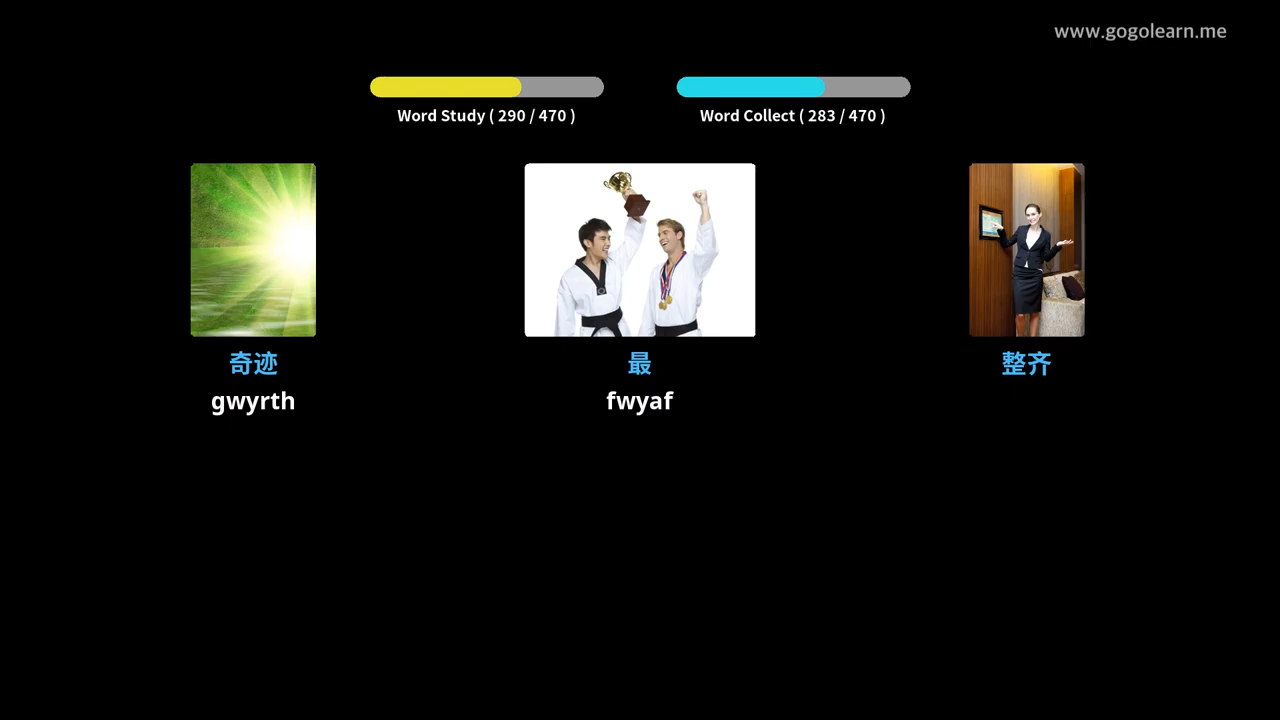 www.gogolearn.me
Word Study ( 290 / 470 )
Word Collect ( 283 / 470 )
奇迹
最
整齐
gwyrth
fwyaf